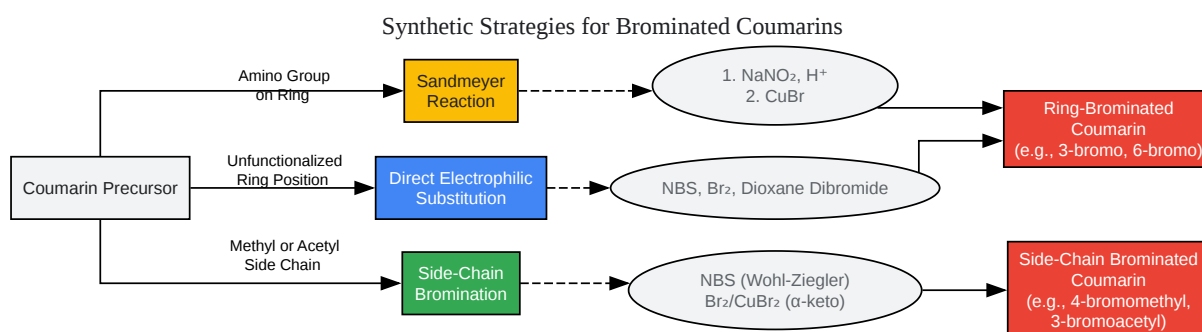 Synthetic Strategies for Brominated Coumarins
Amino Group
on Ring
Sandmeyer
Reaction
1. NaNO₂, H⁺
2. CuBr
Ring-Brominated
Coumarin
(e.g., 3-bromo, 6-bromo)
Coumarin Precursor
Unfunctionalized
Ring Position
Direct Electrophilic
Substitution
NBS, Br₂, Dioxane Dibromide
Methyl or Acetyl
Side Chain
Side-Chain
Bromination
NBS (Wohl-Ziegler)
Br₂/CuBr₂ (α-keto)
Side-Chain Brominated
Coumarin
(e.g., 4-bromomethyl,
3-bromoacetyl)